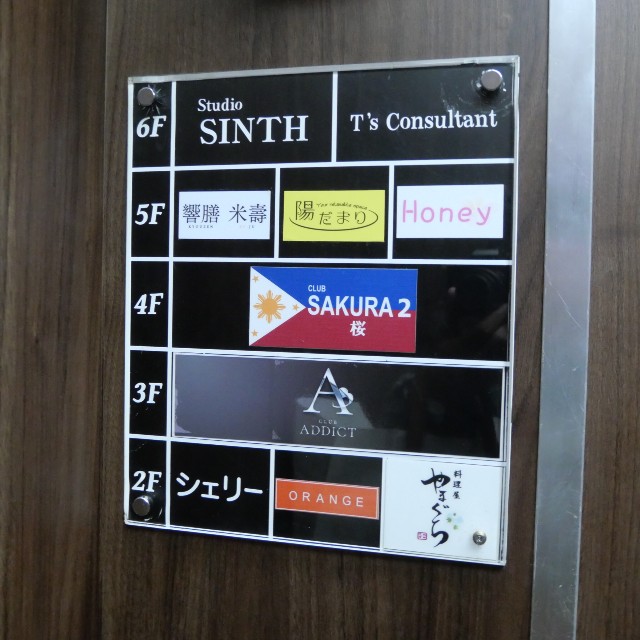 6F
Studio
SINTH
T's Consultant
5F
響膳 米壽
陽だまり
Honey
4F
CLUB
SAKURA 2
桜
3F
A
CLUB
ADDICT
2F
シェリー
ORANGE
料理屋
やまぐら